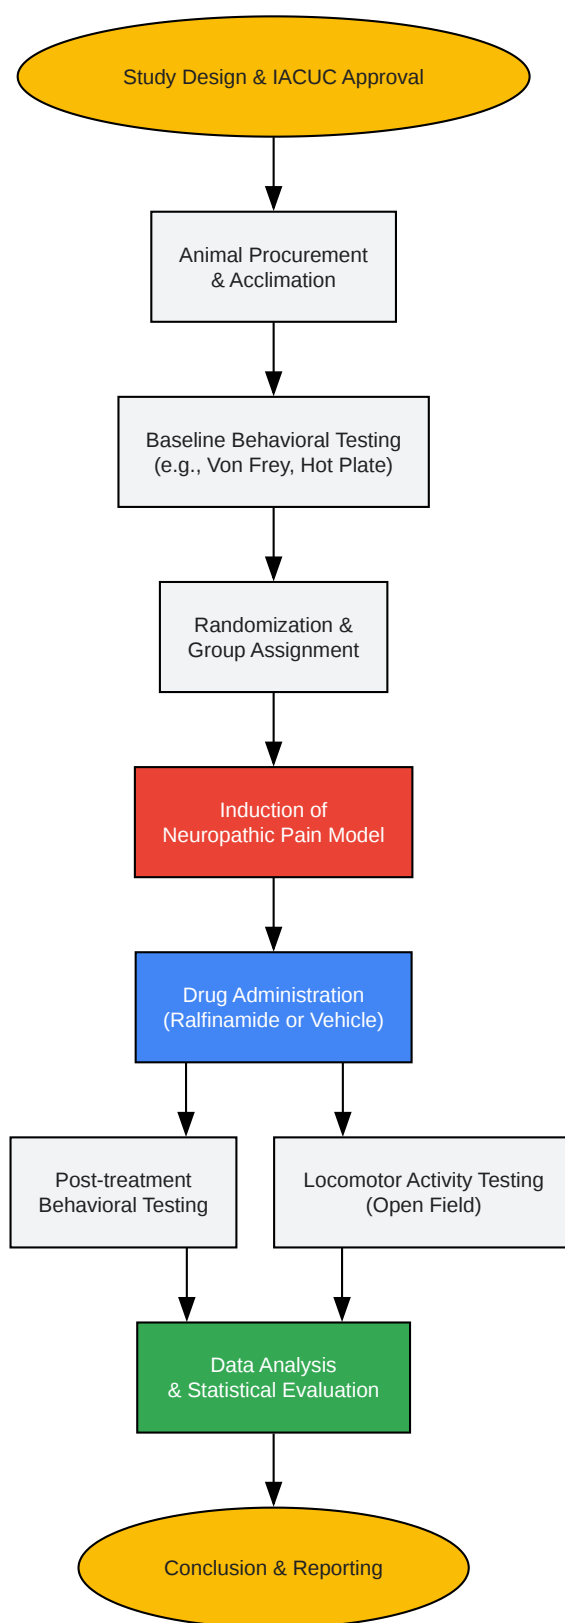 Study Design & IACUC Approval
Animal Procurement
& Acclimation
Baseline Behavioral Testing
(e.g., Von Frey, Hot Plate)
Randomization &
Group Assignment
Induction of
Neuropathic Pain Model
Drug Administration
(Ralfinamide or Vehicle)
Post-treatment
Behavioral Testing
Locomotor Activity Testing
(Open Field)
Data Analysis
& Statistical Evaluation
Conclusion & Reporting